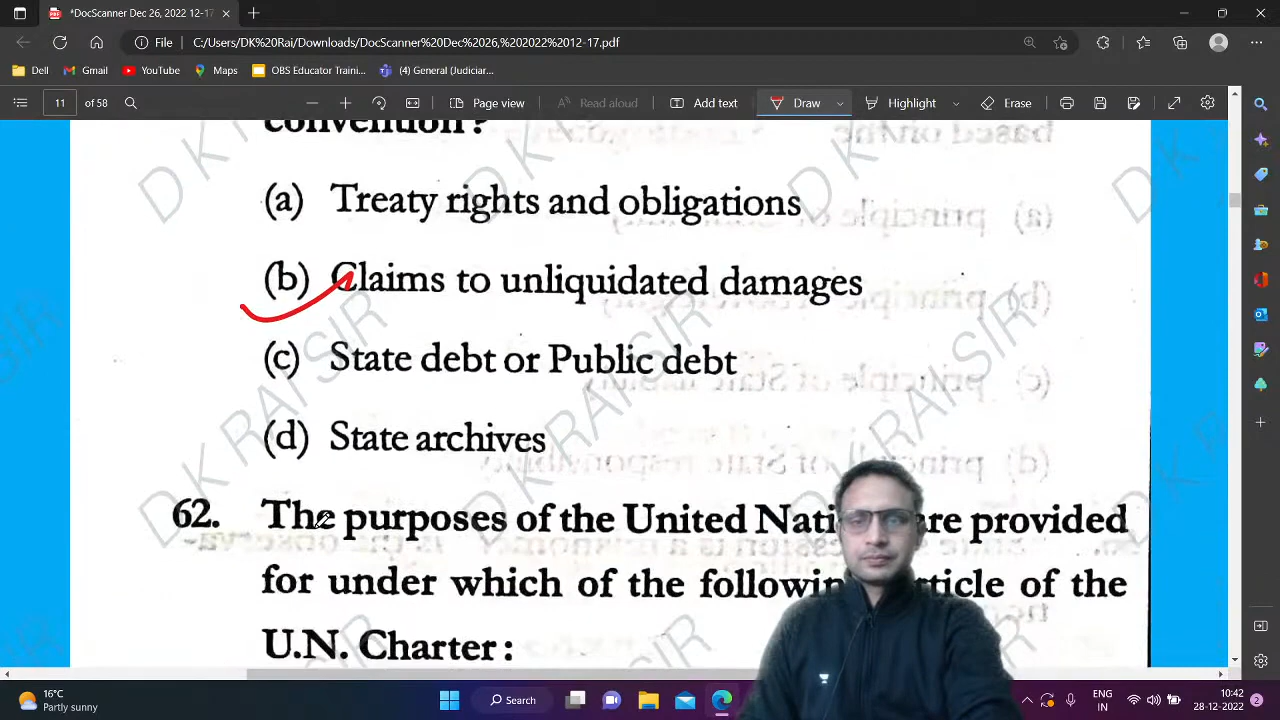 *DocScanner Dec 26, 2022 12-17
File C:/Users/DK%20Rai/Downloads/DocScanner%20Dec%2026,%202022%2012-17.pdf
Dell Gmail YouTube Maps OBS Educator Train... (4) General (Judiciar...
11 of 58 Page view Read aloud Add text Draw Highlight Erase
convention?
(a) Treaty rights and obligations
(b) Claims to unliquidated damages
(c) State debt or Public debt
(d) State archives
62. The purposes of the United Nati are provided
for under which of the followin rticle of the
U.N. Charter :
DK RAI SIR
16°C
Partly sunny
Search
ENG
IN
10:42
28-12-2022